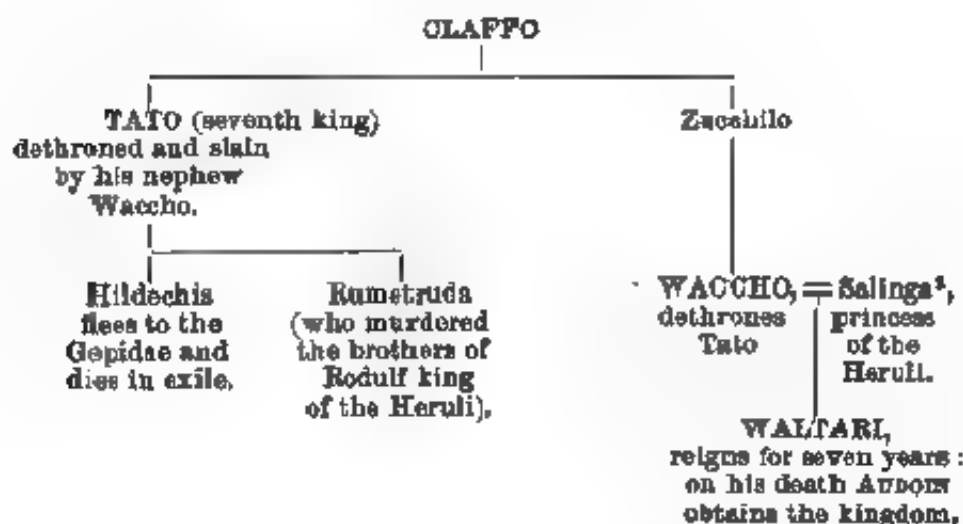 CLAFFO
TATO (seventh king)
dethroned and slain
by his nephew
Waccho.
Zuchilo
Hildechis
flees to the
Gepidae and
dies in exile.
Rumetruda
(who murdered
the brothers of
Rodulf king
of the Heruli).
WACCHO,
dethrones
Tato
= Salinga³,
princess
of the
Heruli.
WALTARI,
reigns for seven years:
on his death AUDOIN
obtains the kingdom.